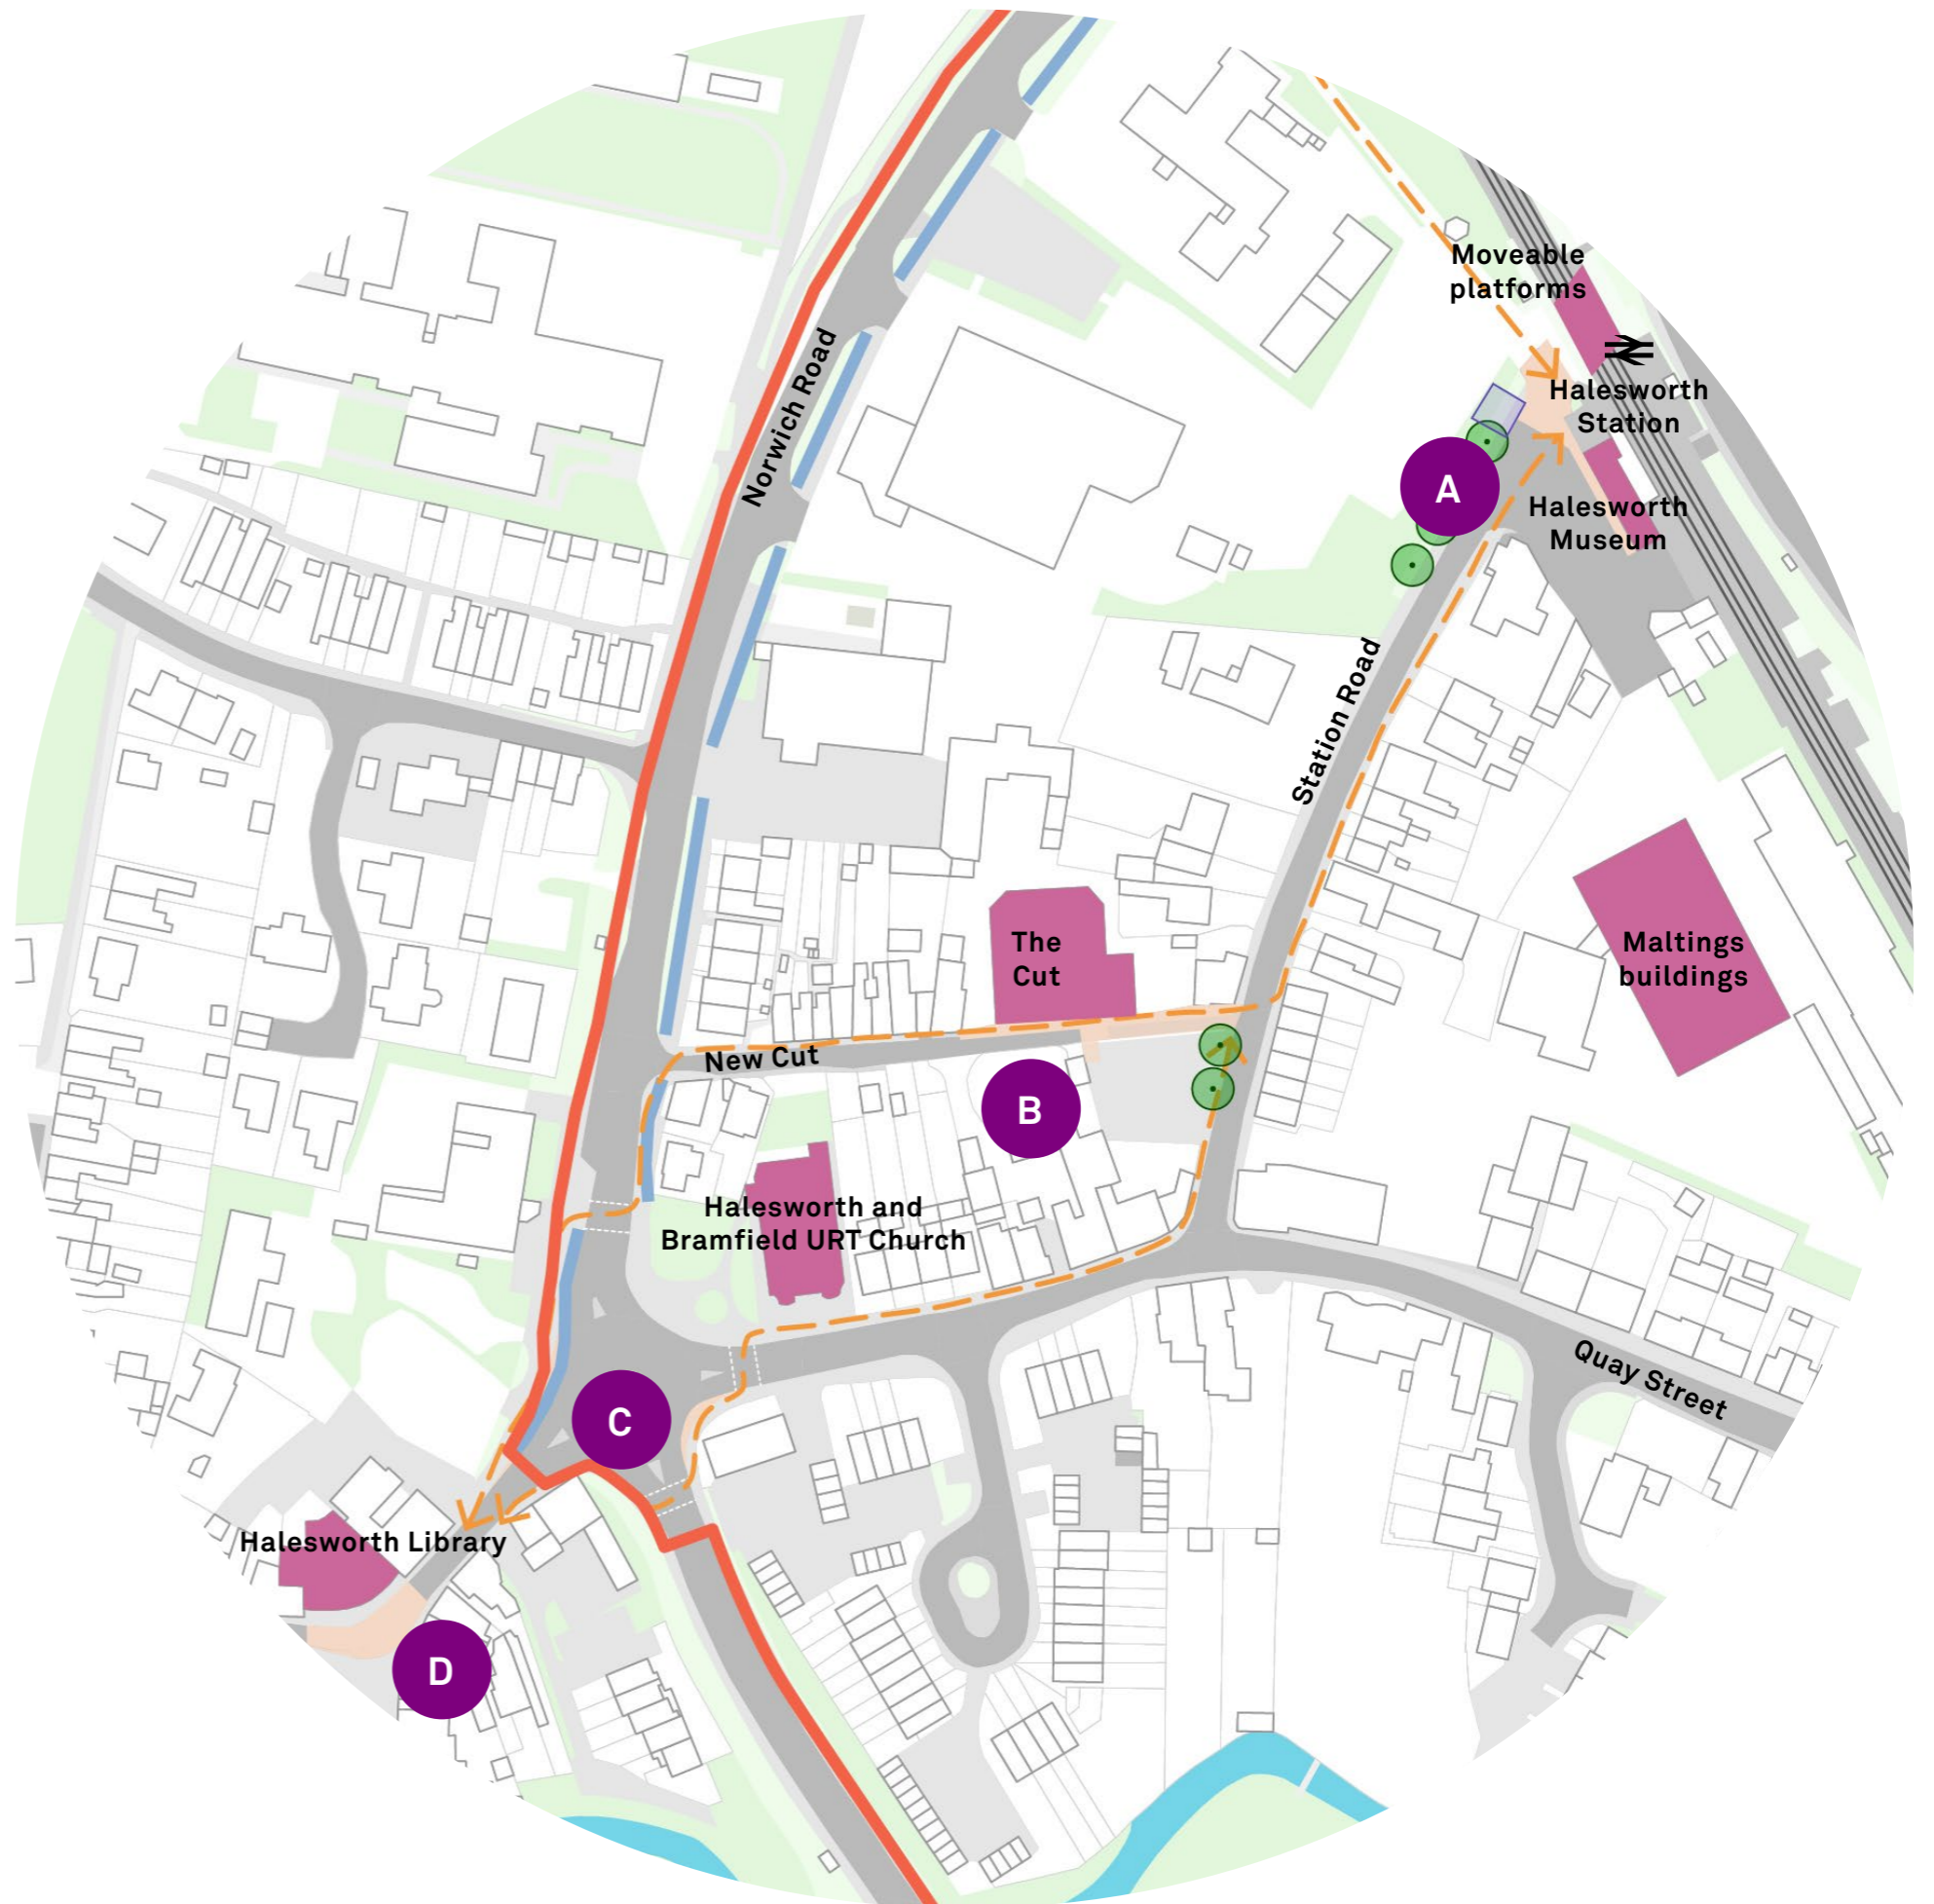 Moveable
platforms
Halesworth
Station
Norwich Road
A
Halesworth
Museum
Station Road
The
Cut
Maltings
buildings
New Cut
B
Halesworth and
Bramfield URT Church
Quay Street
C
Halesworth Library
D